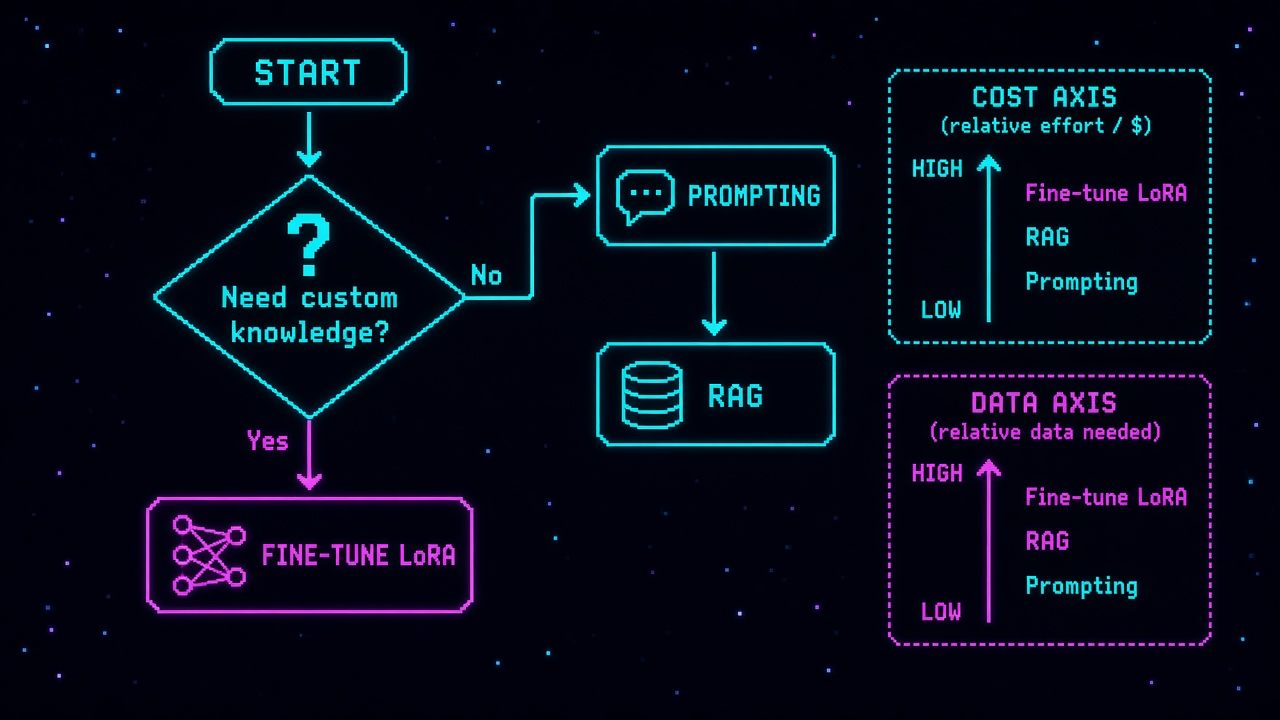 START
?
Need custom
knowledge?
No
Yes
PROMPTING
RAG
FINE-TUNE LoRA
COST AXIS
(relative effort / $)
HIGH
Fine-tune LoRA
RAG
Prompting
LOW
DATA AXIS
(relative data needed)
HIGH
Fine-tune LoRA
RAG
Prompting
LOW